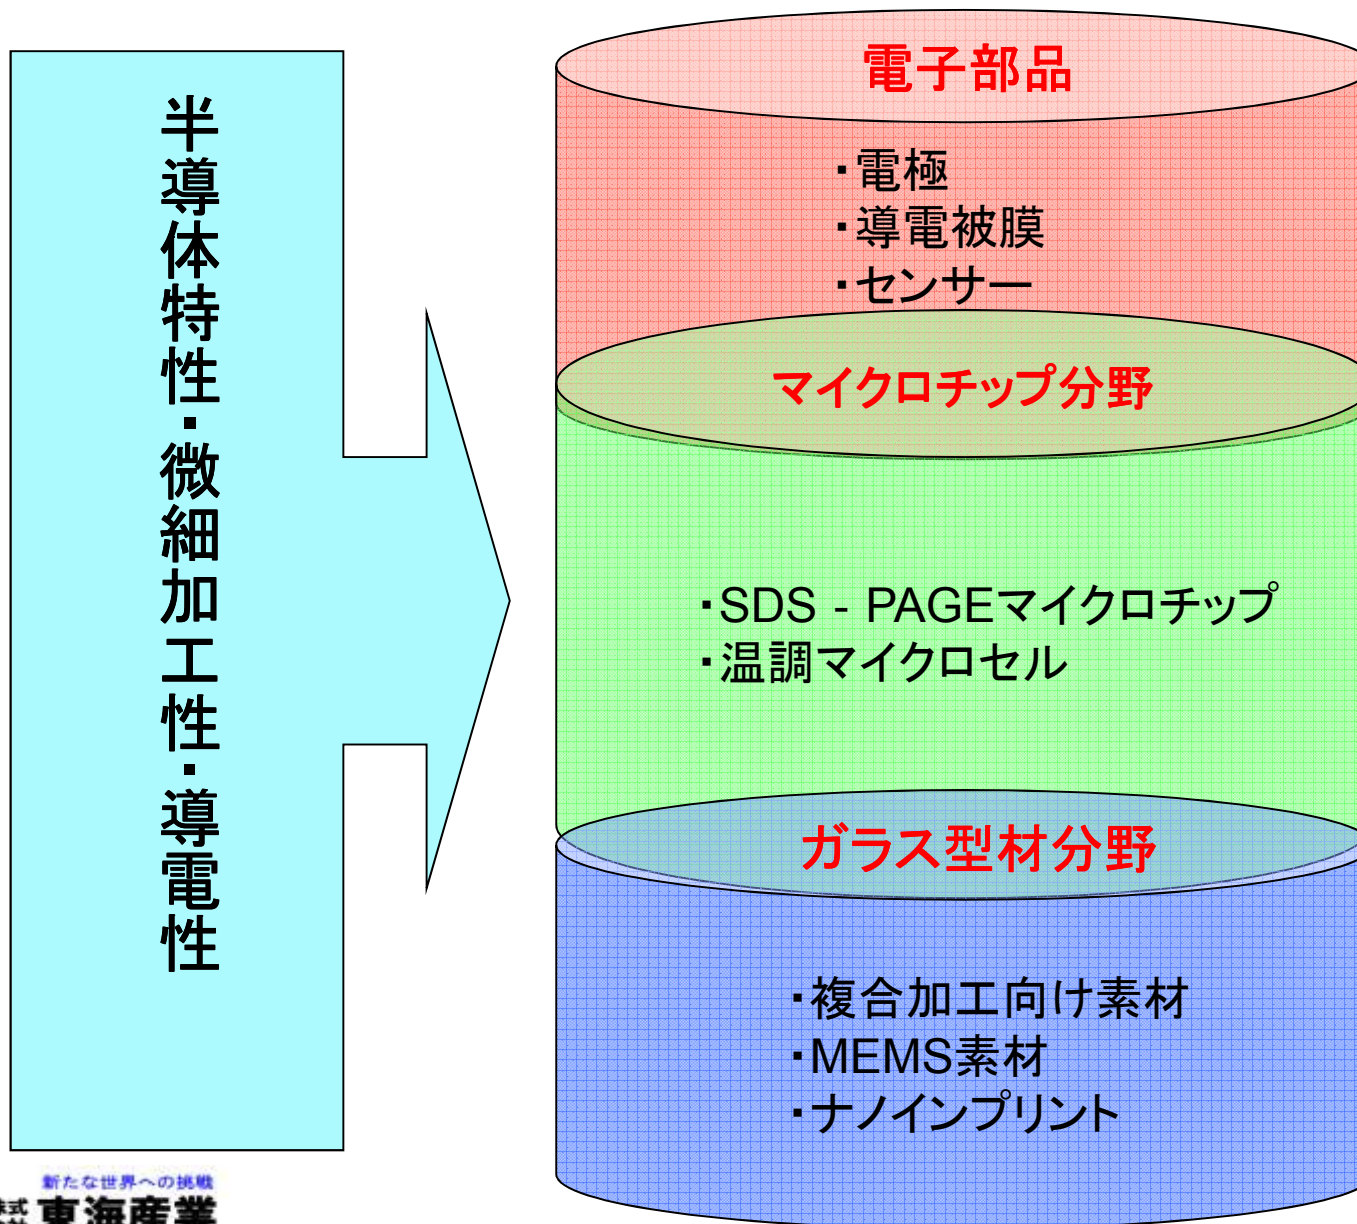 半導体特性・微細加工性・導電性
電子部品
・電極
・導電被膜
・センサー
マイクロチップ分野
・SDS - PAGEマイクロチップ
・温調マイクロセル
ガラス型材分野
・複合加工向け素材
・MEMS素材
・ナノインプリント
新たな世界への挑戦
東海産業